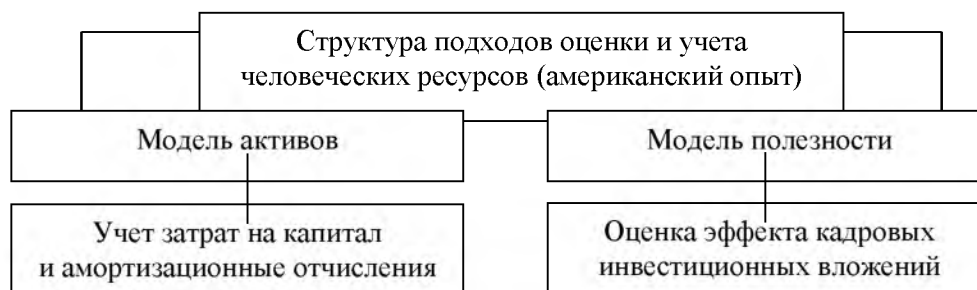 Структура подходов оценки и учета
человеческих ресурсов (американский опыт)
Модель активов
Модель полезности
Учет затрат на капитал
и амортизационные отчисления
Оценка эффекта кадровых
инвестиционных вложений